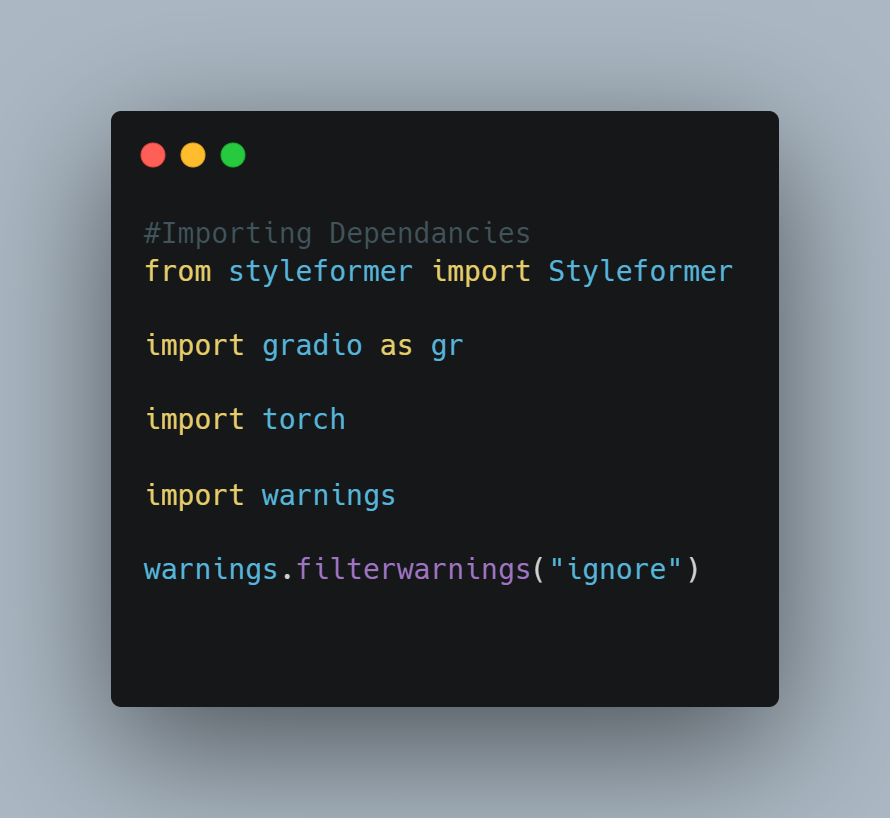 #Importing Dependancies
from styleformer import Styleformer
import gradio as gr
import torch
import warnings
warnings.filterwarnings("ignore")